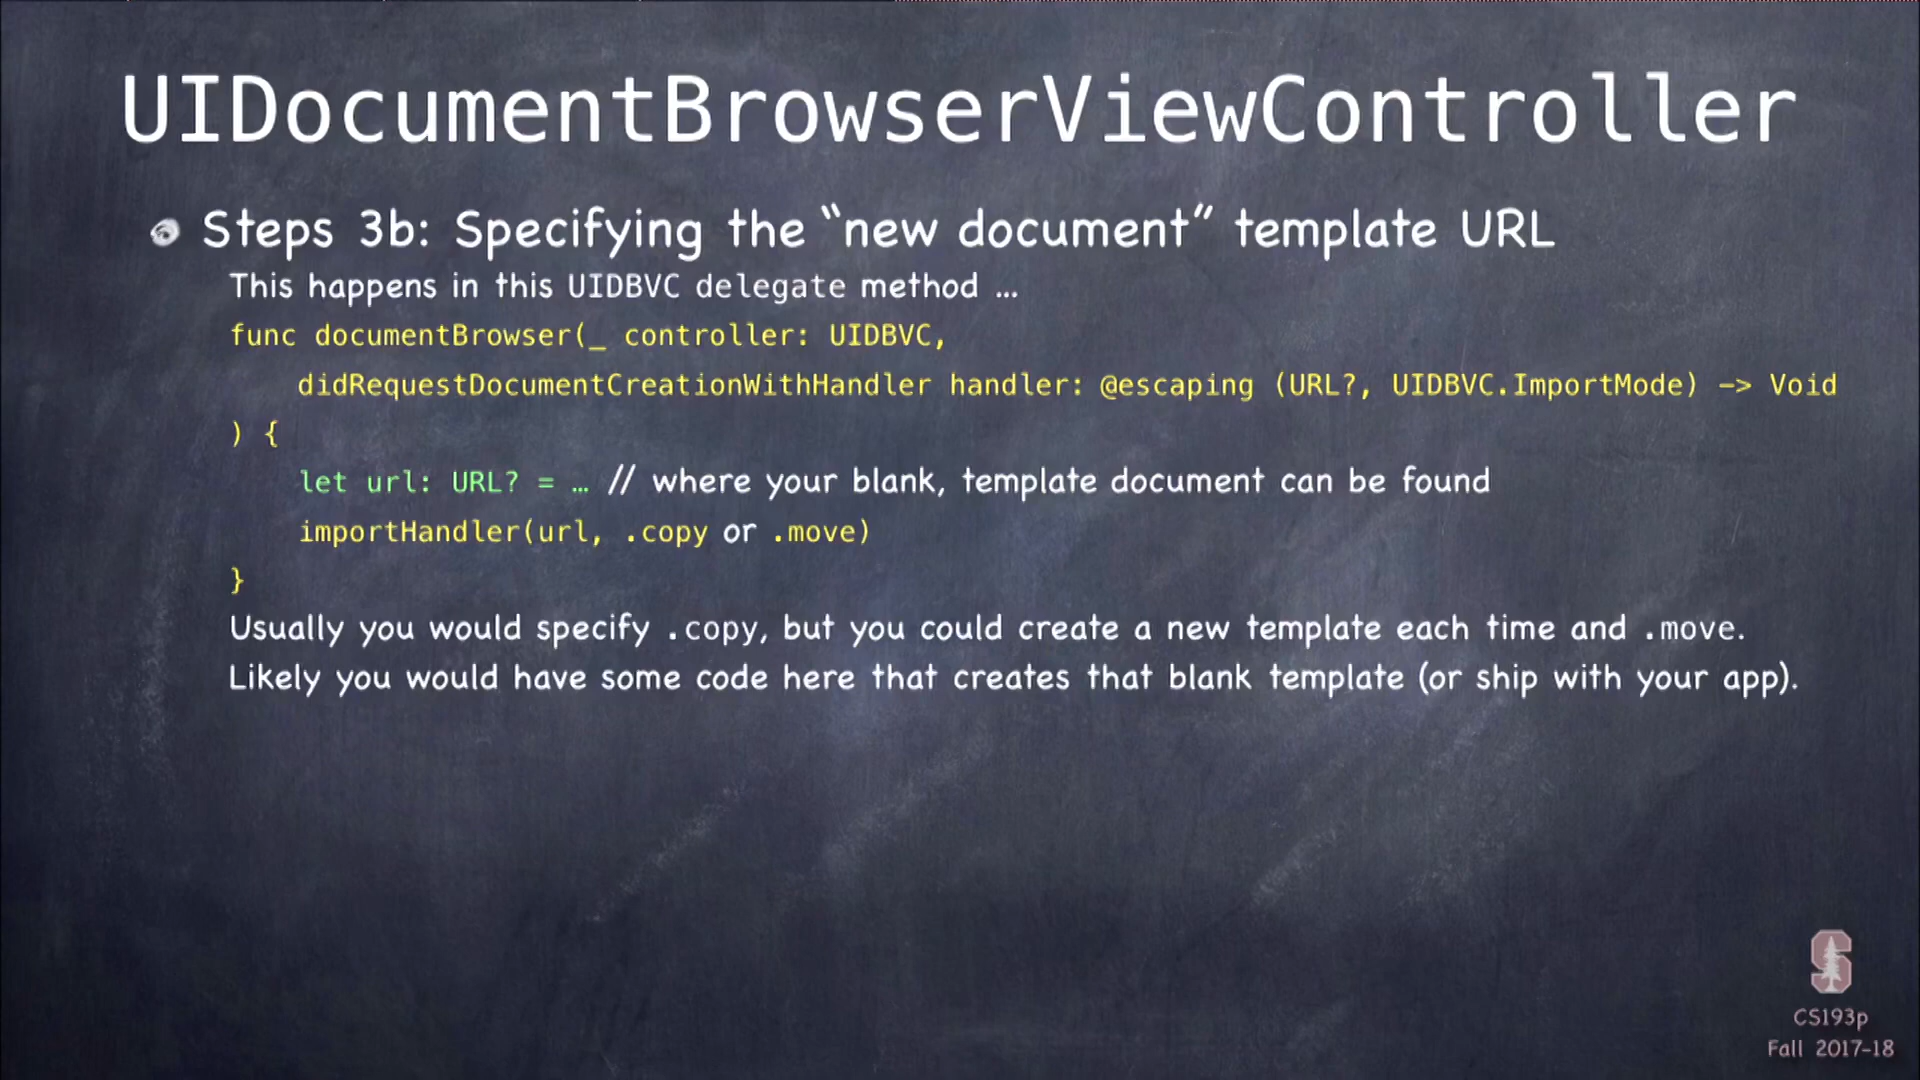 UIDocumentBrowserViewController
Steps 3b: Specifying the “new document” template URL
This happens in this UIDBVC delegate method ...
func documentBrowser(_ controller: UIDBVC,
didRequestDocumentCreationWithHandler handler: @escaping (URL?, UIDBVC.ImportMode) -> Void
) {
let url: URL? = … // where your blank, template document can be found
importHandler(url, .copy or .move)
}
Usually you would specify .copy, but you could create a new template each time and .move.
Likely you would have some code here that creates that blank template (or ship with your app).
S
CS193p
Fall 2017-18